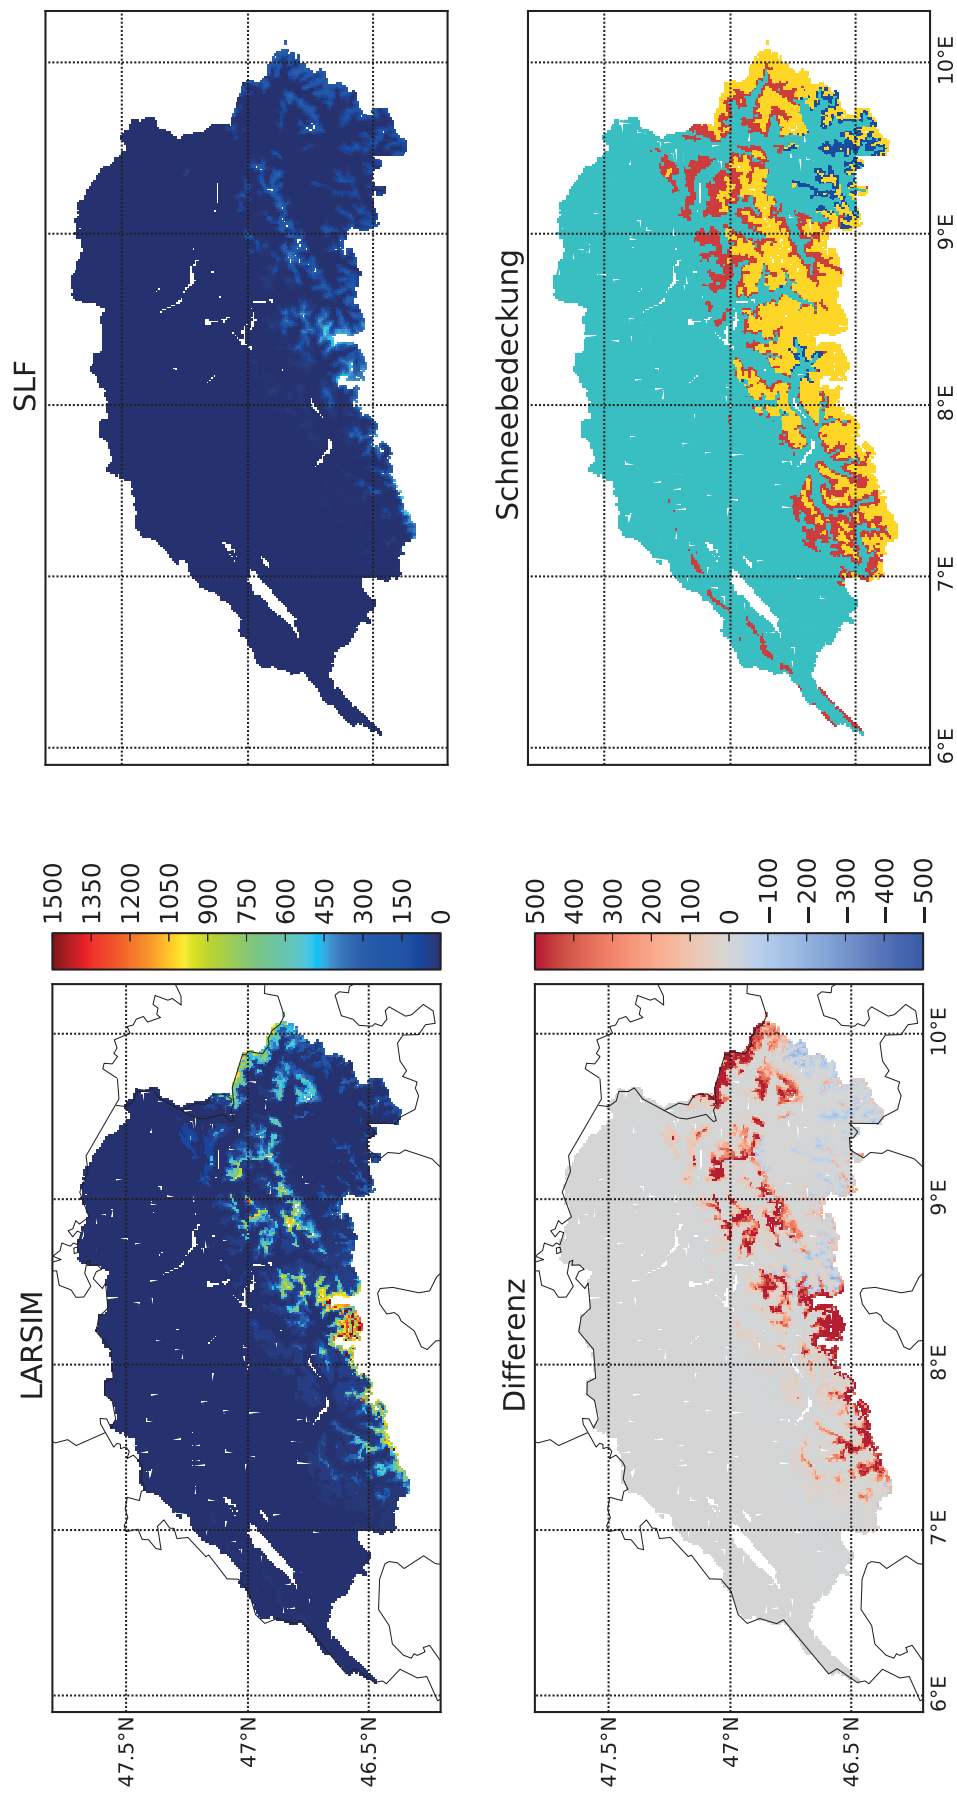 LARSIM
1500
1350
1200
1050
900
750
600
450
300
150
0
47.5°N
47°N
46.5°N
SLF
Differenz
500
400
300
200
100
0
−100
−200
−300
−400
−500
47.5°N
47°N
46.5°N
6°E
7°E
8°E
9°E
10°E
Schneebedeckung
6°E
7°E
8°E
9°E
10°E